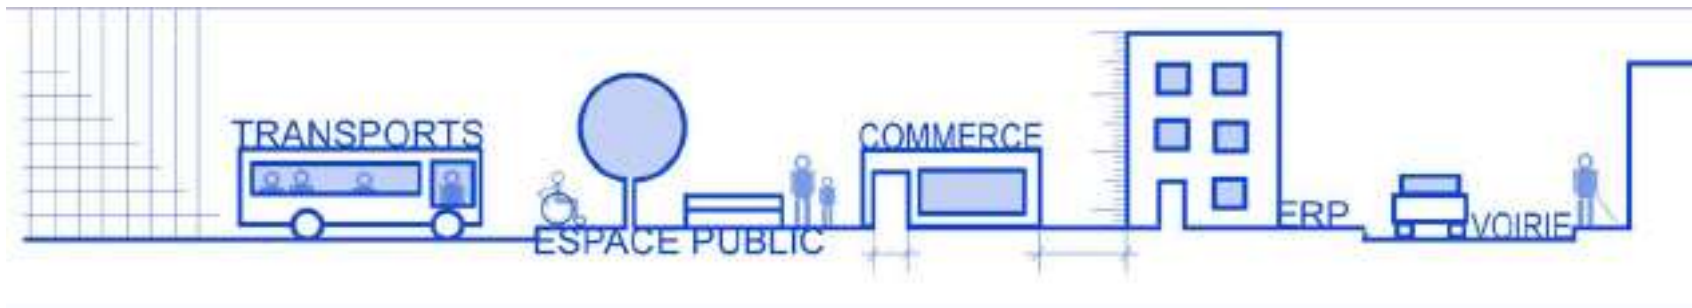 TRANSPORTS
ESPACE PUBLIC
COMMERCE
ERP
VOIRIE